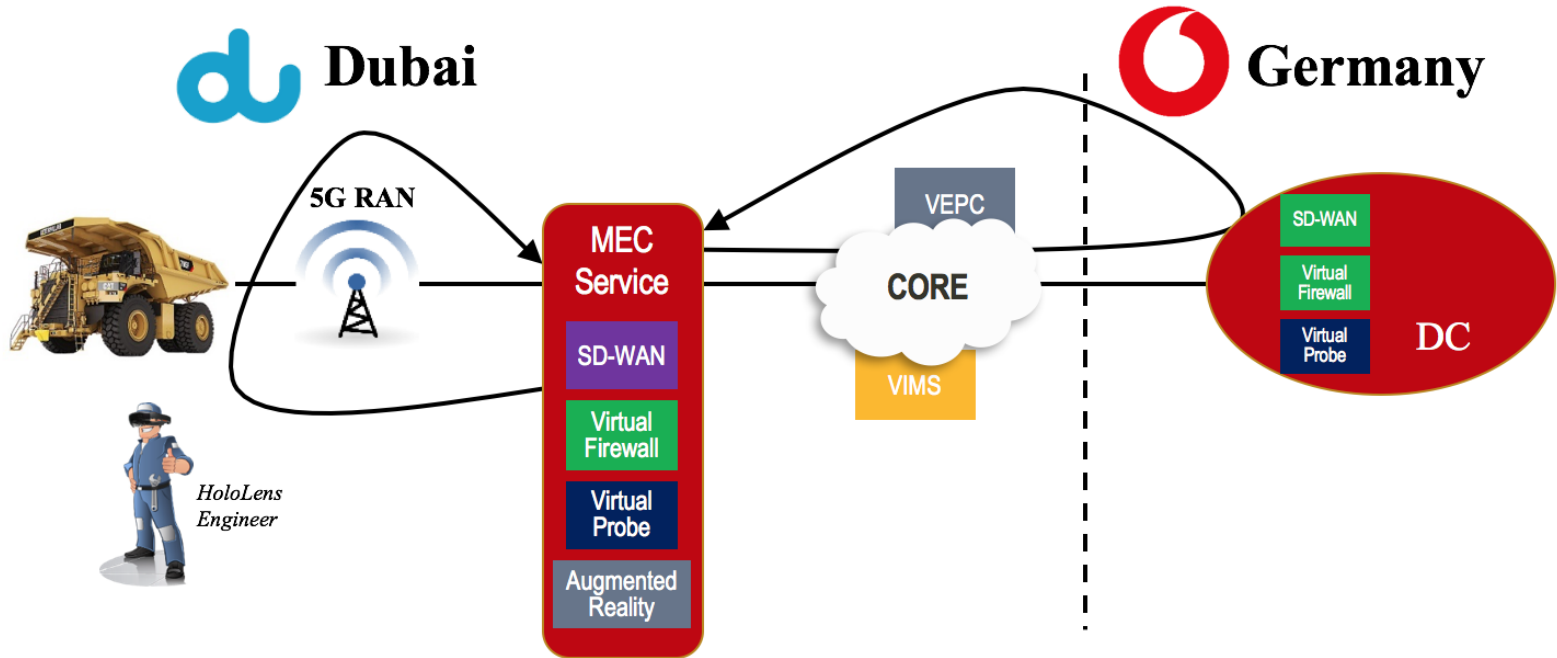 du Dubai
Germany
5G RAN
MEC
Service
SD-WAN
Virtual
Firewall
Virtual
Probe
Augmented
Reality
VEPC
CORE
VIMS
SD-WAN
Virtual
Firewall
Virtual
Probe
DC
HoloLens
Engineer